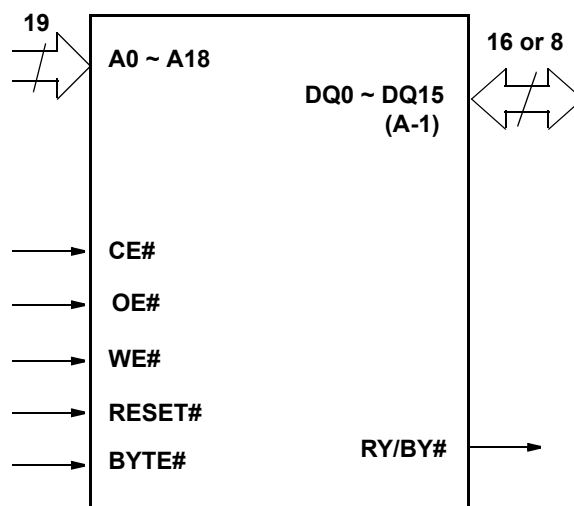 19
16 or 8
A0 ~ A18
DQ0 ~ DQ15
(A-1)
CE#
OE#
WE#
RESET#
RY/BY#
BYTE#